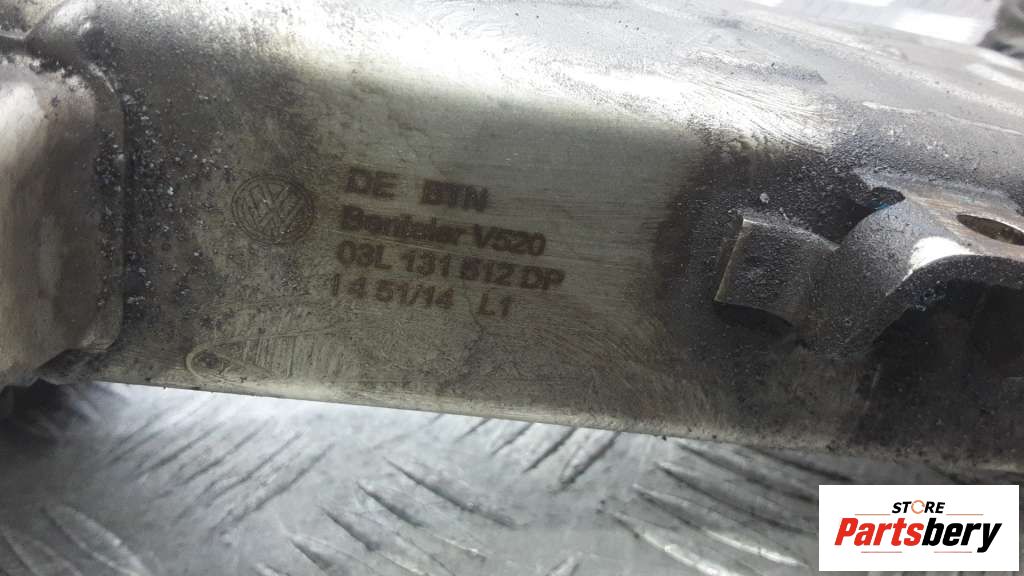 DE BTN
Benteler V520
03L 131 512 DP
1 4 51/14 L1
STORE
Partsbery